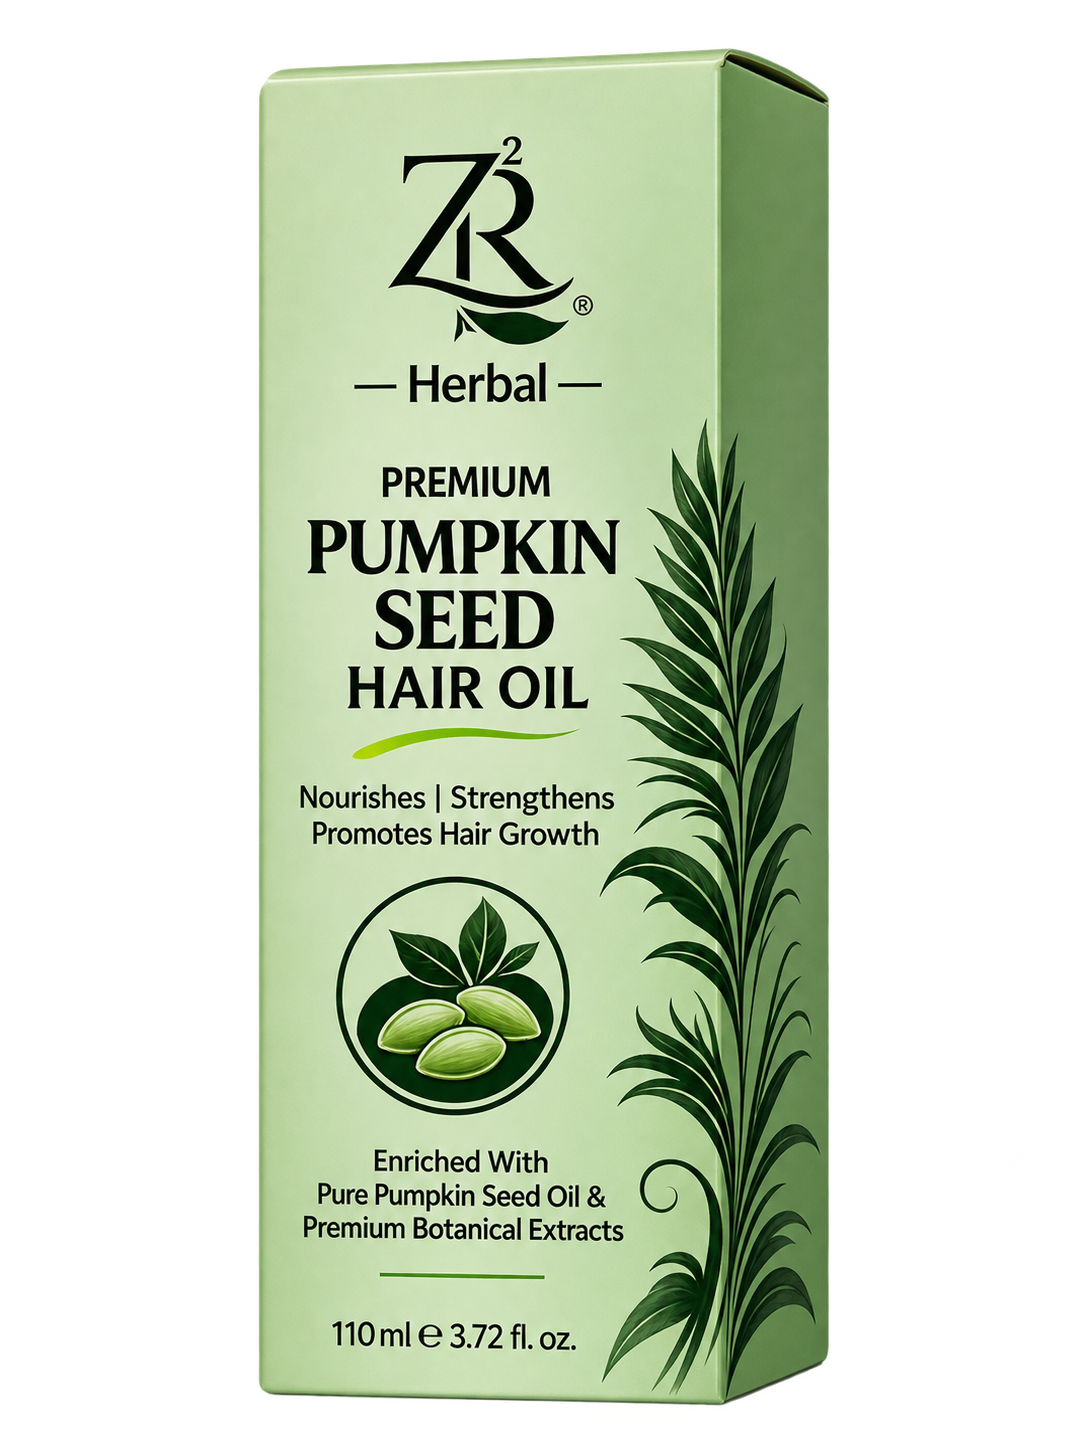 ZR²
®
— Herbal —
PREMIUM
PUMPKIN
SEED
HAIR OIL
Nourishes | Strengthens
Promotes Hair Growth
Enriched With
Pure Pumpkin Seed Oil &
Premium Botanical Extracts
110 ml ℮ 3.72 fl. oz.